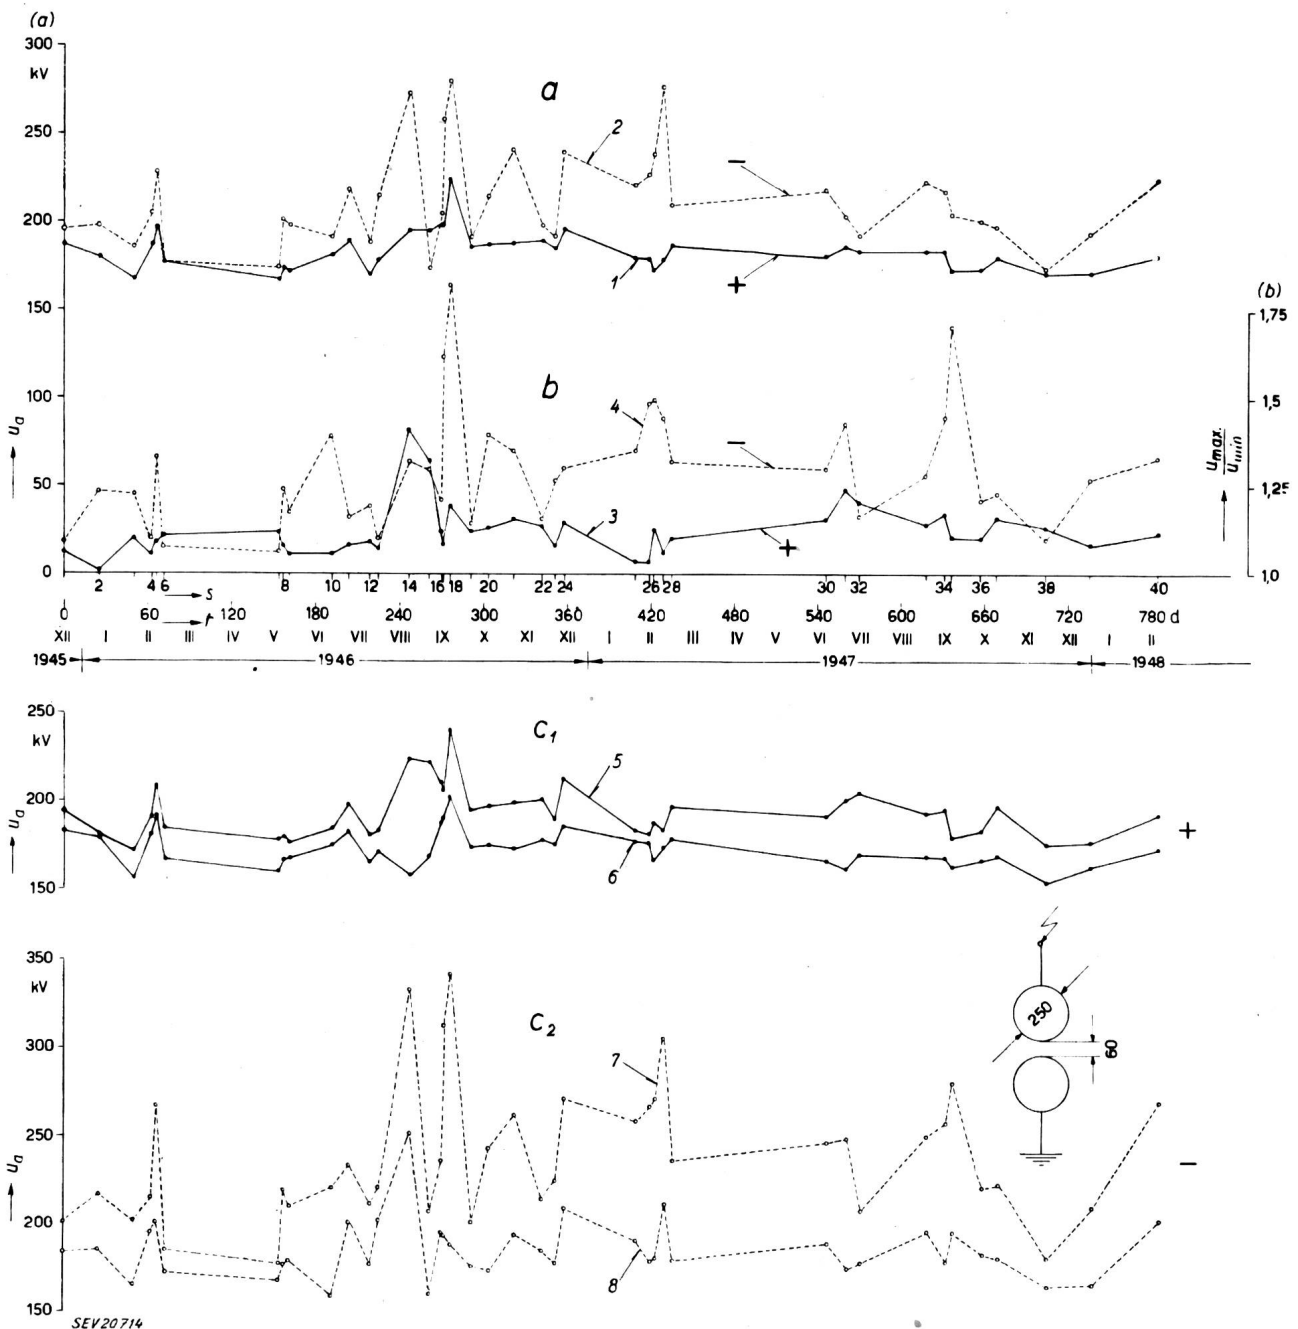 (a)
300
kV
250
200
150
100
50
0
u_a
a
2
−
1
+
(b)
1,75
1,5
1,25
1,0
u_max.
u_min
b
4
−
3
+
2 4 6 s 8 10 12 14 16 18 20 22 24 26 28 30 32 34 36 38 40
0 60 t 120 180 240 300 360 420 480 540 600 660 720 780 d
XII I II III IV V VI VII VIII IX X XI XII I II III IV V VI VII VIII IX X XI XII I II
1945 1946 1947 1948
250
kV
200
150
u_a
C₁
5
6
+
350
kV
300
250
200
150
u_a
C₂
7
8
−
250
60
SEV20714